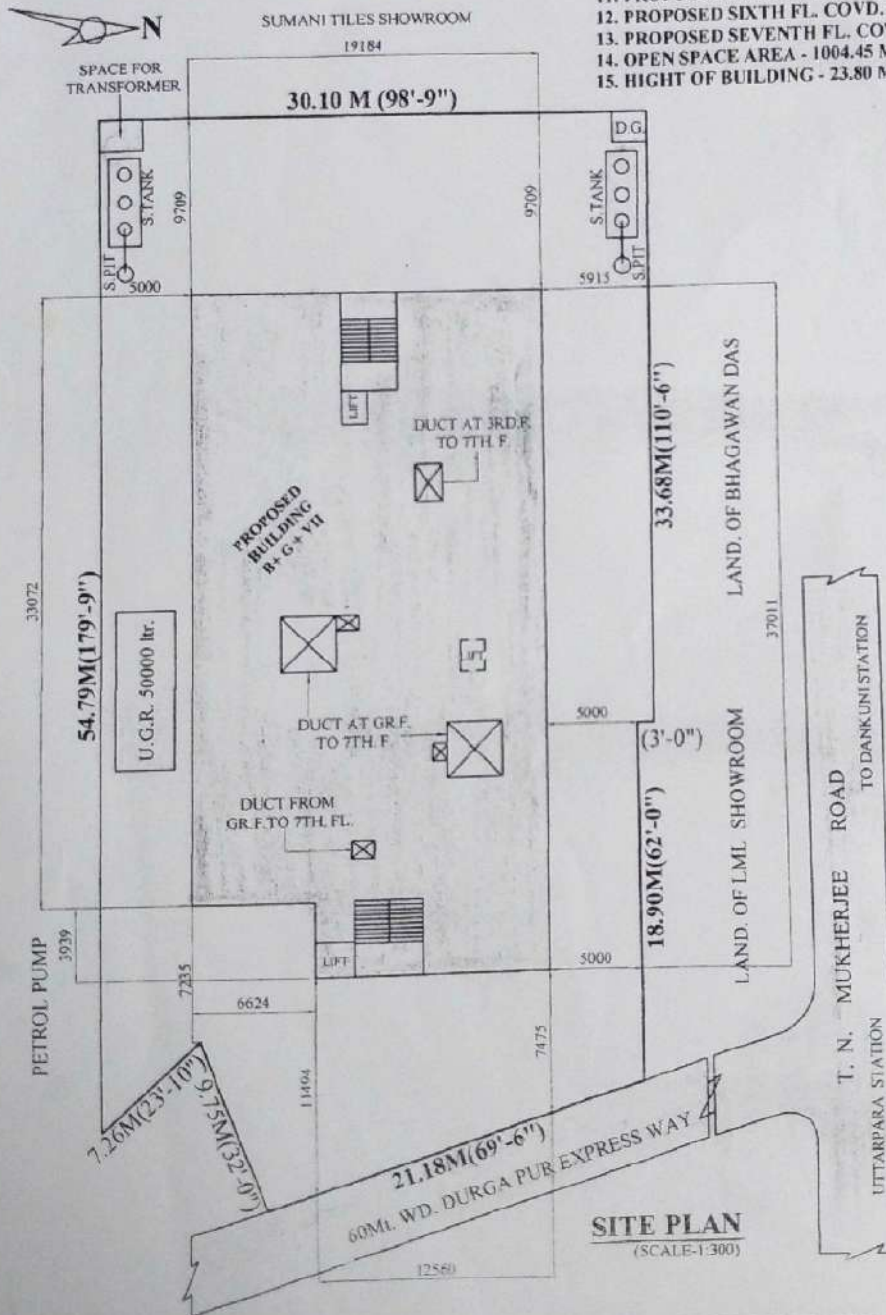 12. PROPOSED SIXTH FL. COVD.
13. PROPOSED SEVENTH FL.
14. OPEN SPACE AREA - 1004.45
15. HIGHT OF BUILDING - 23.80
N
SUMANI TILES SHOWROOM
19184
SPACE FOR
TRANSFORMER
30.10 M (98'-9")
D.G.
S.TANK
S.TANK
9709
9709
S.PIT
S.PIT
5000
5915
LIFT
DUCT AT 3RD.F.
TO 7TH. F.
PROPOSED
BUILDING
B+ G+ VII
33.68M(110'-6")
LAND. OF BHAGAWAN DAS
33072
54.79M(179'-9")
U.G.R. 50000 ltr.
LIFT
37011
DUCT AT GR.F.
TO 7TH. F.
5000
(3'-0")
DUCT FROM
GR.F.TO 7TH. FL.
18.90M(62'-0")
LAND. OF LML SHOWROOM
T. N. MUKHERJEE ROAD
TO DANKUNI STATION
PETROL PUMP
3939
LIFT
5000
7235
6624
7475
11494
7.26M(23'-10")
9.75M(32'-0")
21.18M(69'-6")
60Mt. WD. DURGA PUR EXPRESS WAY
UTTARPARA STATION
SITE PLAN
(SCALE-1:300)
12560